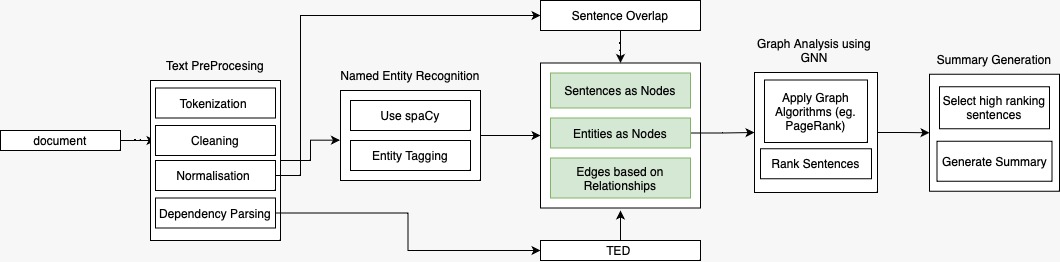 document
Text PreProcesing
Tokenization
Cleaning
Normalisation
Dependency Parsing
Named Entity Recognition
Use spaCy
Entity Tagging
Sentence Overlap
Sentences as Nodes
Entities as Nodes
Edges based on
Relationships
TED
Graph Analysis using
GNN
Apply Graph
Algorithms (eg.
PageRank)
Rank Sentences
Summary Generation
Select high ranking
sentences
Generate Summary